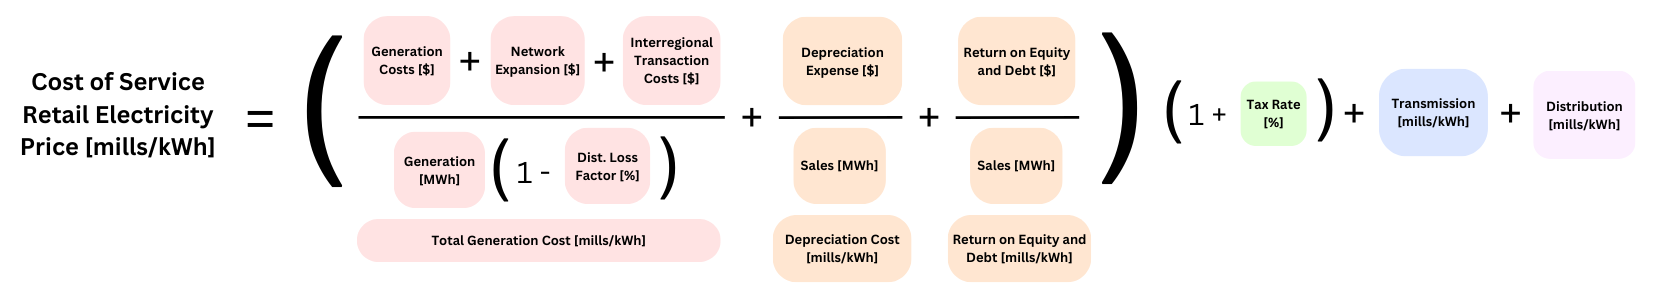 Cost of Service
Retail Electricity
Price [mills/kWh]
=
(
Generation
Costs [$]
+
Network
Expansion [$]
+
Interregional
Transaction
Costs [$]
Generation
[MWh]
(
1 -
Dist. Loss
Factor [%]
)
Total Generation Cost [mills/kWh]
+
Depreciation
Expense [$]
Sales [MWh]
Depreciation Cost
[mills/kWh]
+
Return on Equity
and Debt [$]
Sales [MWh]
Return on Equity and
Debt [mills/kWh]
)
(
1 +
Tax Rate
[%]
)
+
Transmission
[mills/kWh]
+
Distribution
[mills/kWh]